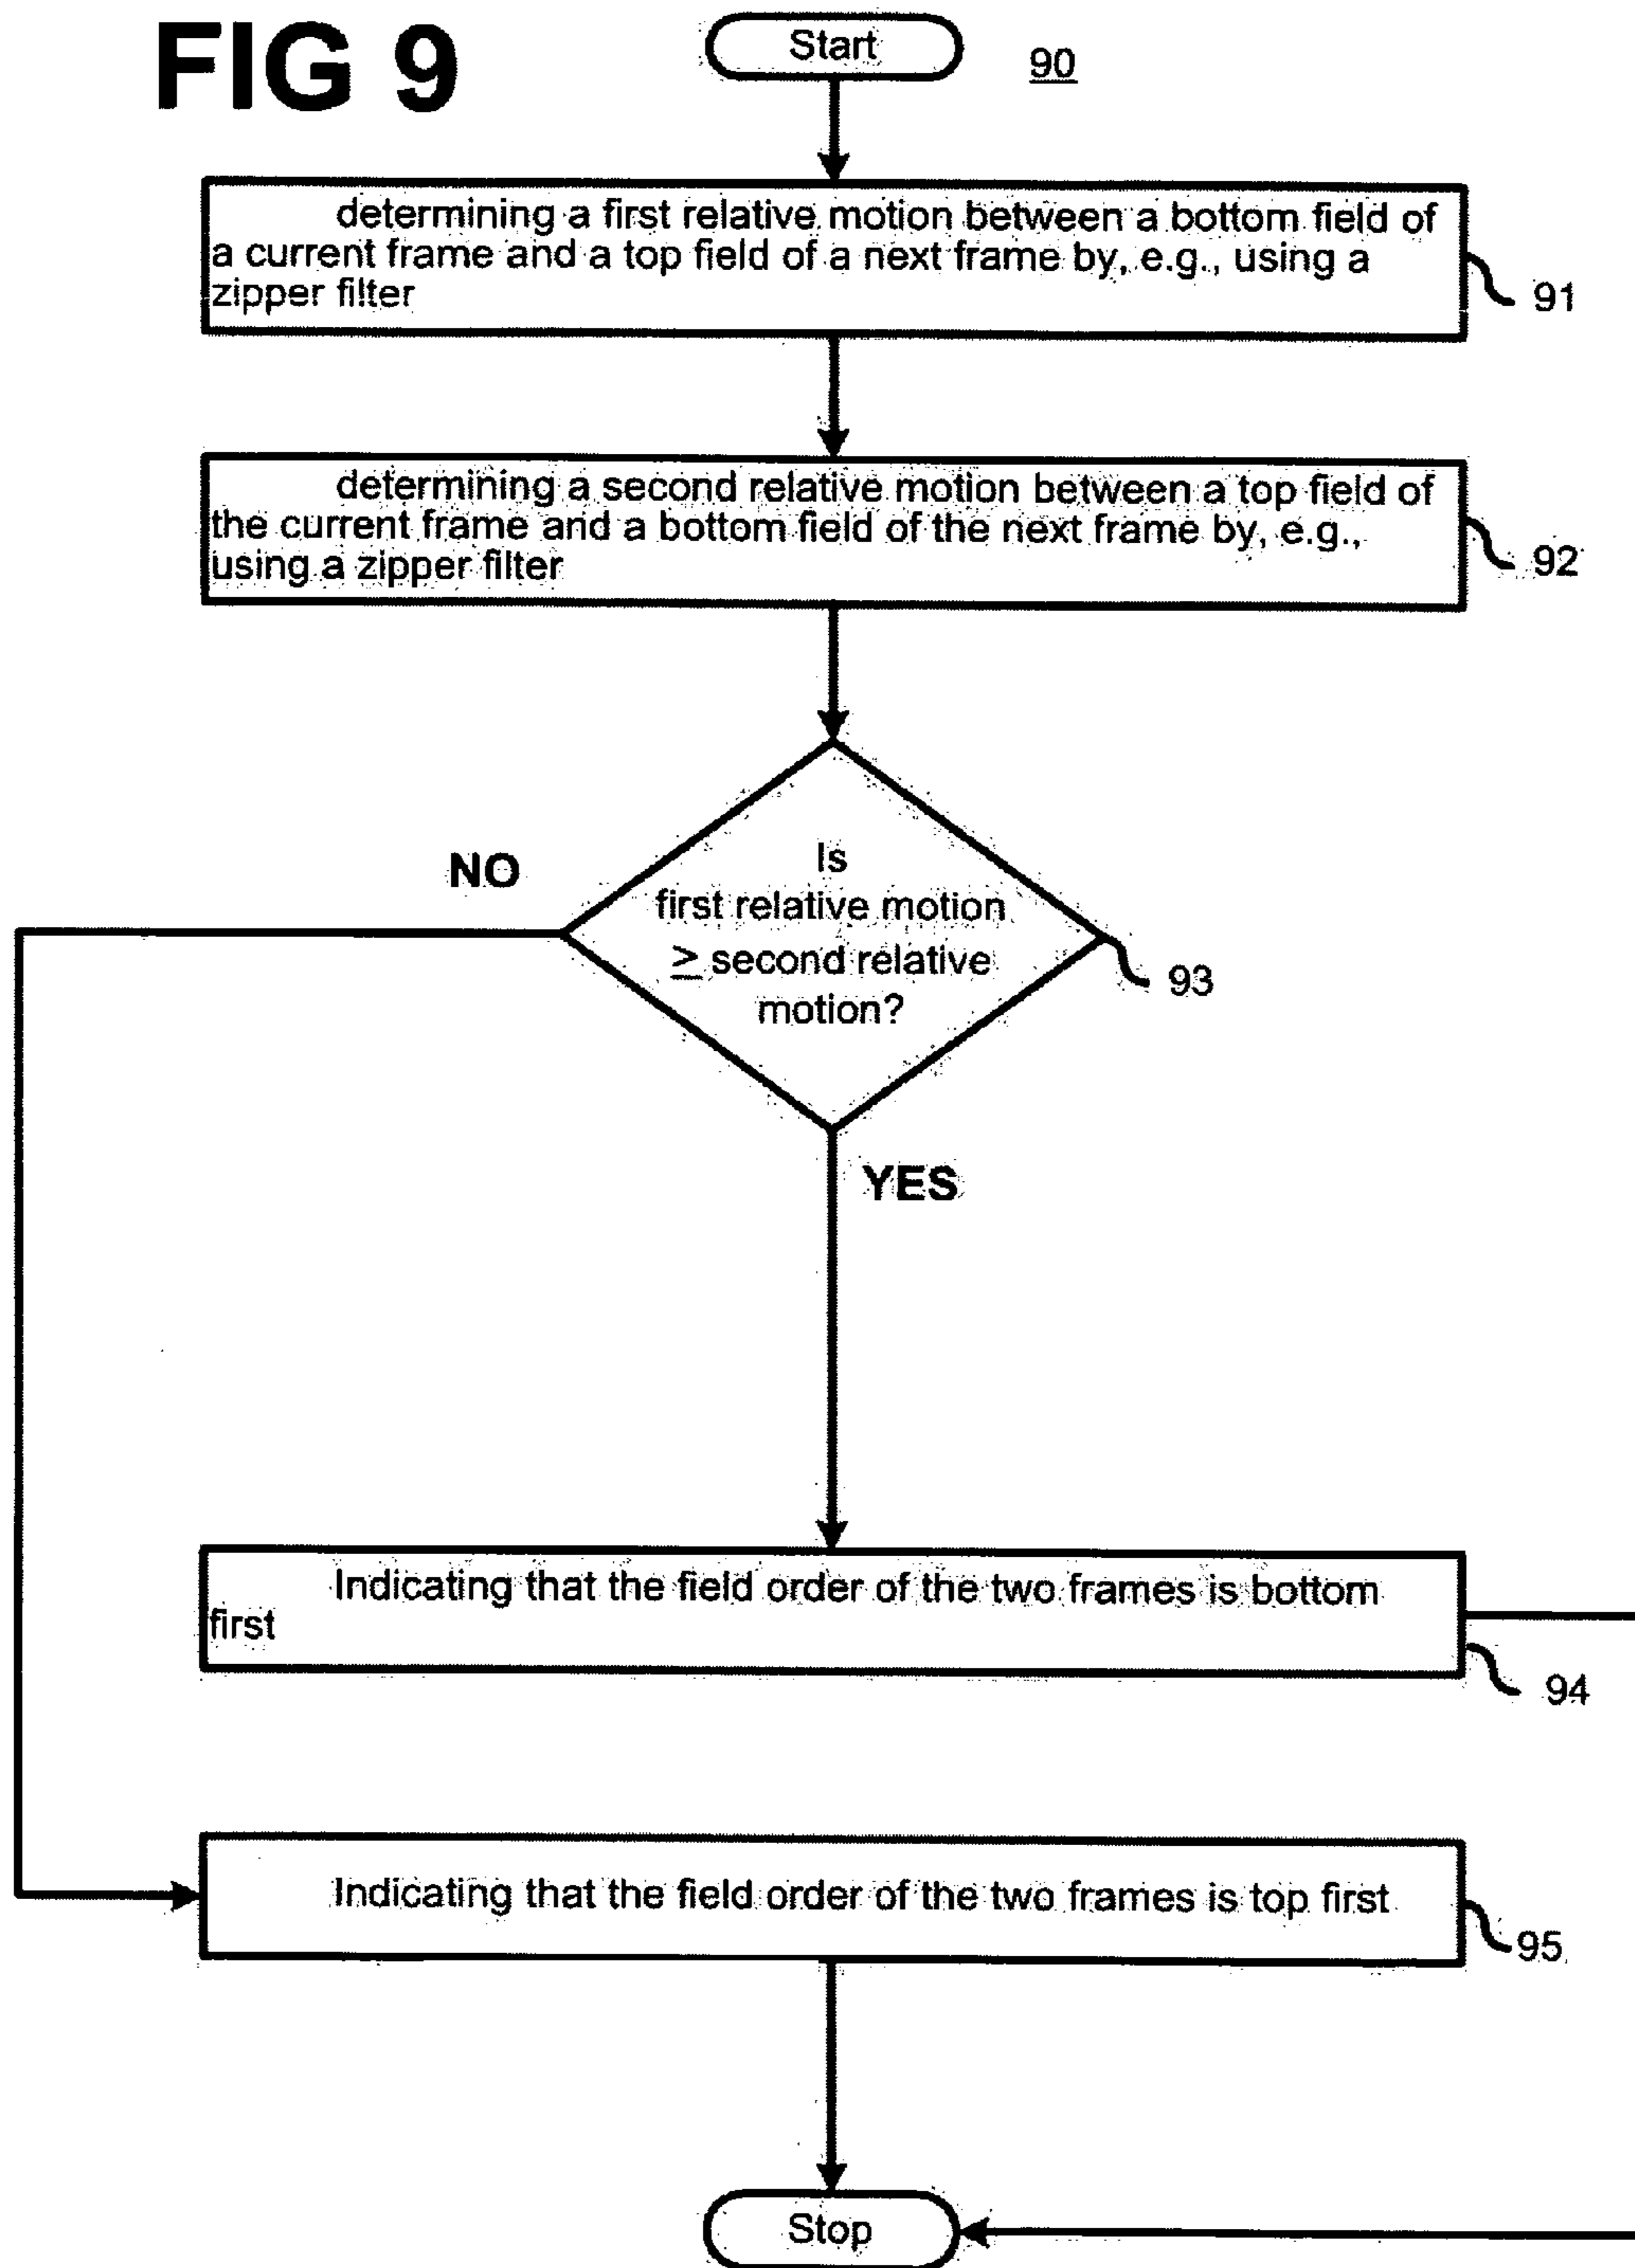 FIG 9
Start
90
determining a first relative motion between a bottom field of
a current frame and a top field of a next frame by, e.g., using a
zipper filter
91
determining a second relative motion between a top field of
the current frame and a bottom field of the next frame by, e.g.,
using a zipper filter
92
NO
Is
first relative motion
≥ second relative
motion?
93
YES
Indicating that the field order of the two frames is bottom
first
94
Indicating that the field order of the two frames is top first
95
Stop